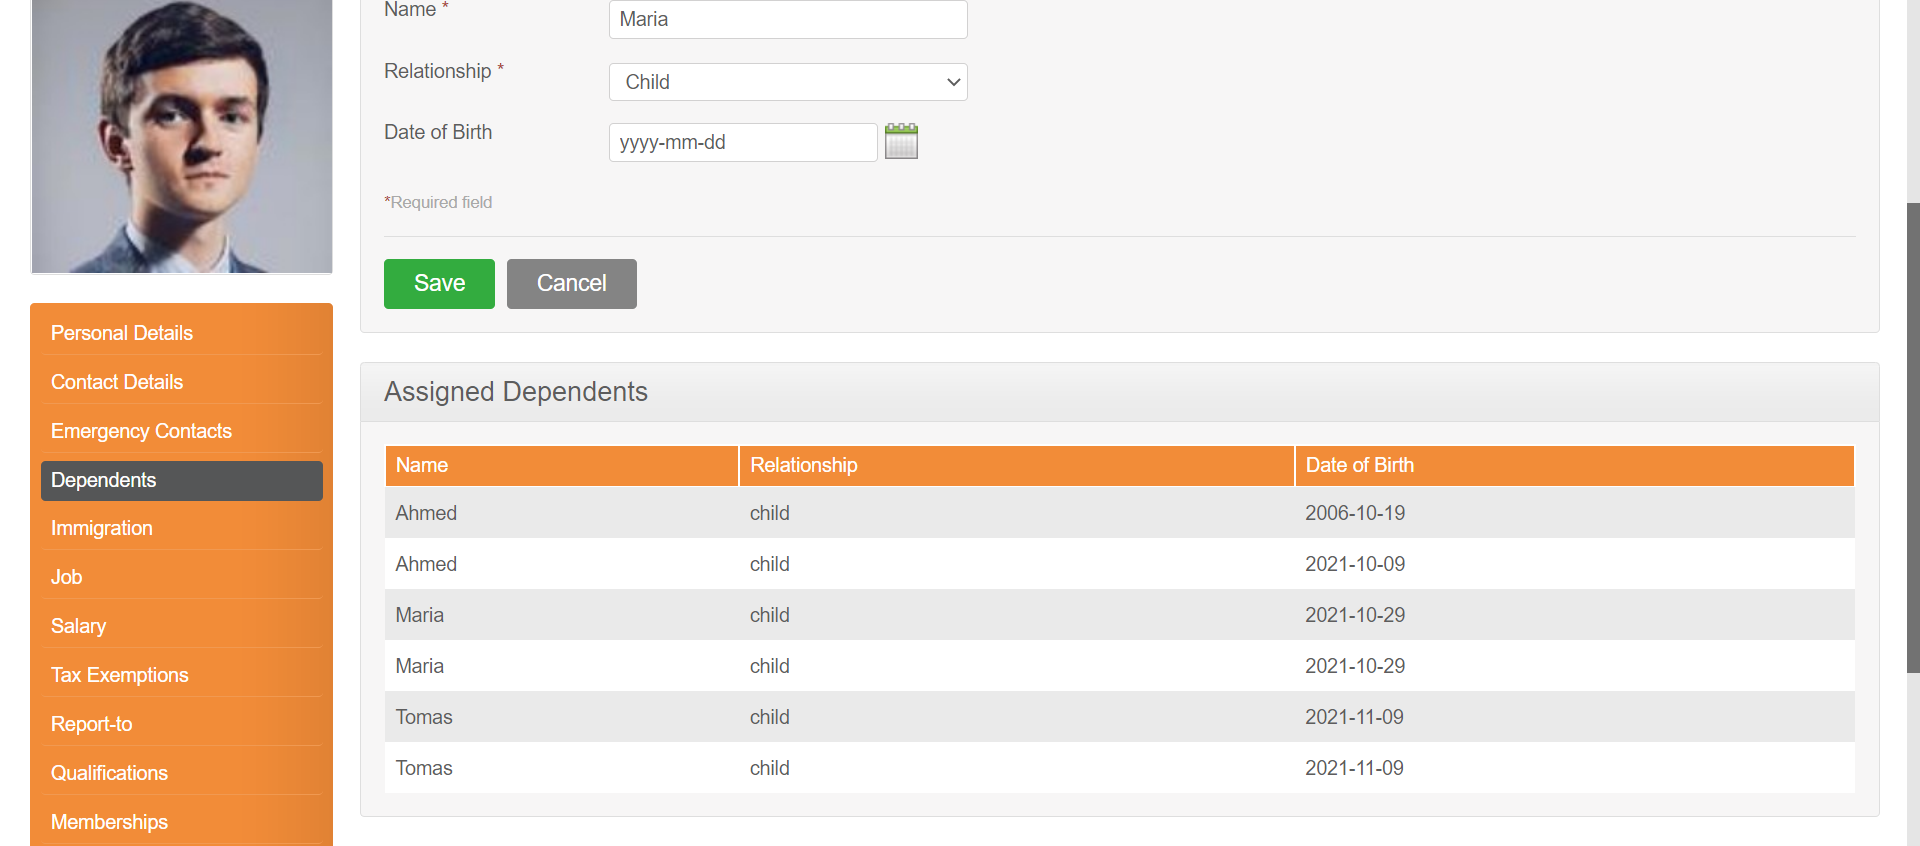 Name *
Maria
Relationship *
Child
Date of Birth
yyyy-mm-dd
*Required field
Save Cancel
Personal Details
Contact Details
Emergency Contacts
Dependents
Immigration
Job
Salary
Tax Exemptions
Report-to
Qualifications
Memberships
Assigned Dependents
Name Relationship Date of Birth
Ahmed child 2006-10-19
Ahmed child 2021-10-09
Maria child 2021-10-29
Maria child 2021-10-29
Tomas child 2021-11-09
Tomas child 2021-11-09